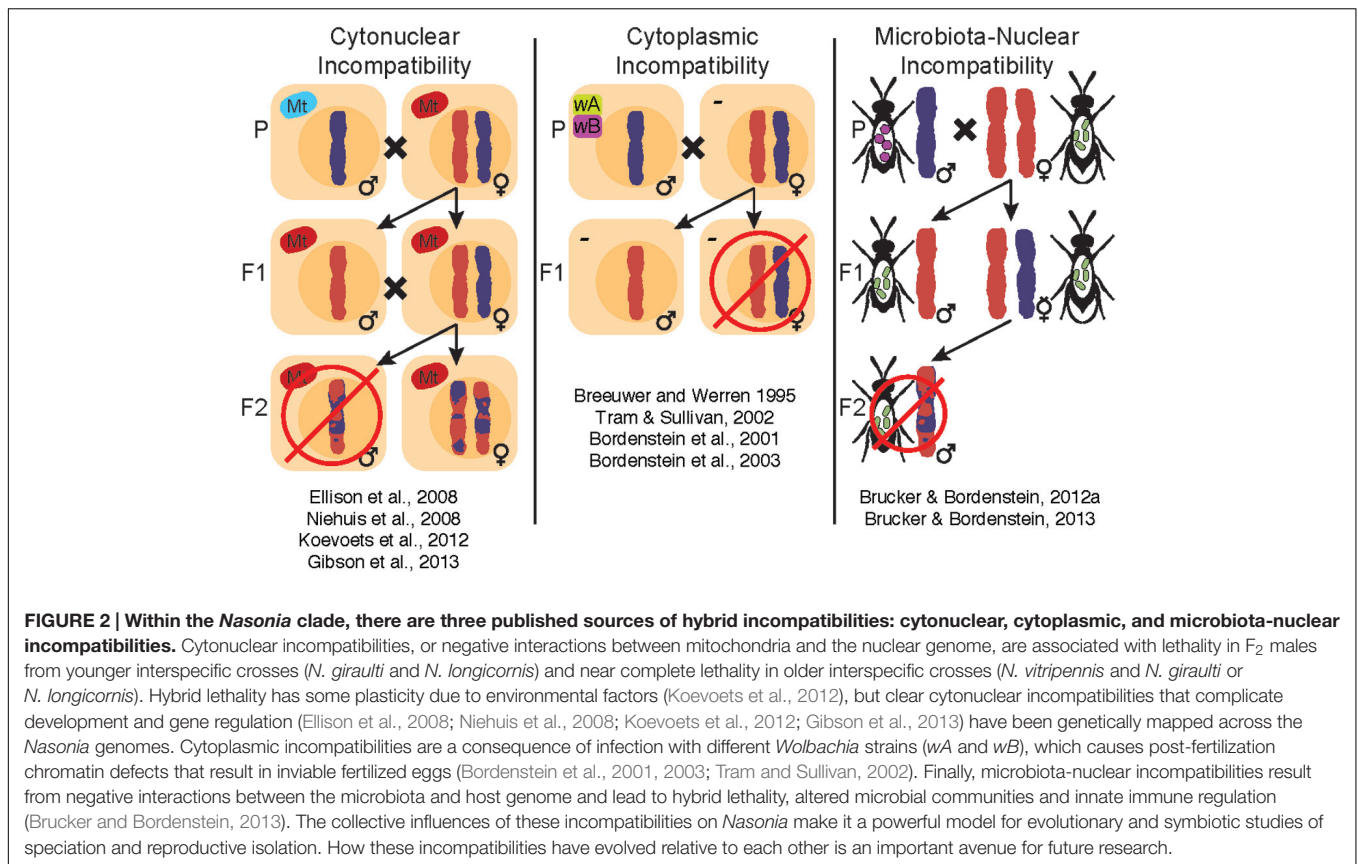 Cytonuclear
Incompatibility
Cytoplasmic
Incompatibility
Microbiota-Nuclear
Incompatibility
P
Mt
♂
Mt
♀
wA
wB
P
♂
-
♀
P
♂
♀
F1
Mt
♂
Mt
♀
F1
-
♂
-
♀
F1
♂
☿
F2
Mt
♂
Mt
♀
F2
♂
Ellison et al., 2008
Niehuis et al., 2008
Koevoets et al., 2012
Gibson et al., 2013
Breeuwer and Werren 1995
Tram & Sullivan, 2002
Bordenstein et al., 2001
Bordenstein et al., 2003
Brucker & Bordenstein, 2012a
Brucker & Bordenstein, 2013
FIGURE 2 | Within the Nasonia clade, there are three published sources of hybrid incompatibilities: cytonuclear, cytoplasmic, and microbiota-nuclear
incompatibilities. Cytonuclear incompatibilities, or negative interactions between mitochondria and the nuclear genome, are associated with lethality in F2 males
from younger interspecific crosses (N. giraulti and N. longicornis) and near complete lethality in older interspecific crosses (N. vitripennis and N. giraulti or
N. longicornis). Hybrid lethality has some plasticity due to environmental factors (Koevoets et al., 2012), but clear cytonuclear incompatibilities that complicate
development and gene regulation (Ellison et al., 2008; Niehuis et al., 2008; Koevoets et al., 2012; Gibson et al., 2013) have been genetically mapped across the
Nasonia genomes. Cytoplasmic incompatibilities are a consequence of infection with different Wolbachia strains (wA and wB), which causes post-fertilization
chromatin defects that result in inviable fertilized eggs (Bordenstein et al., 2001, 2003; Tram and Sullivan, 2002). Finally, microbiota-nuclear incompatibilities result
from negative interactions between the microbiota and host genome and lead to hybrid lethality, altered microbial communities and innate immune regulation
(Brucker and Bordenstein, 2013). The collective influences of these incompatibilities on Nasonia make it a powerful model for evolutionary and symbiotic studies of
speciation and reproductive isolation. How these incompatibilities have evolved relative to each other is an important avenue for future research.